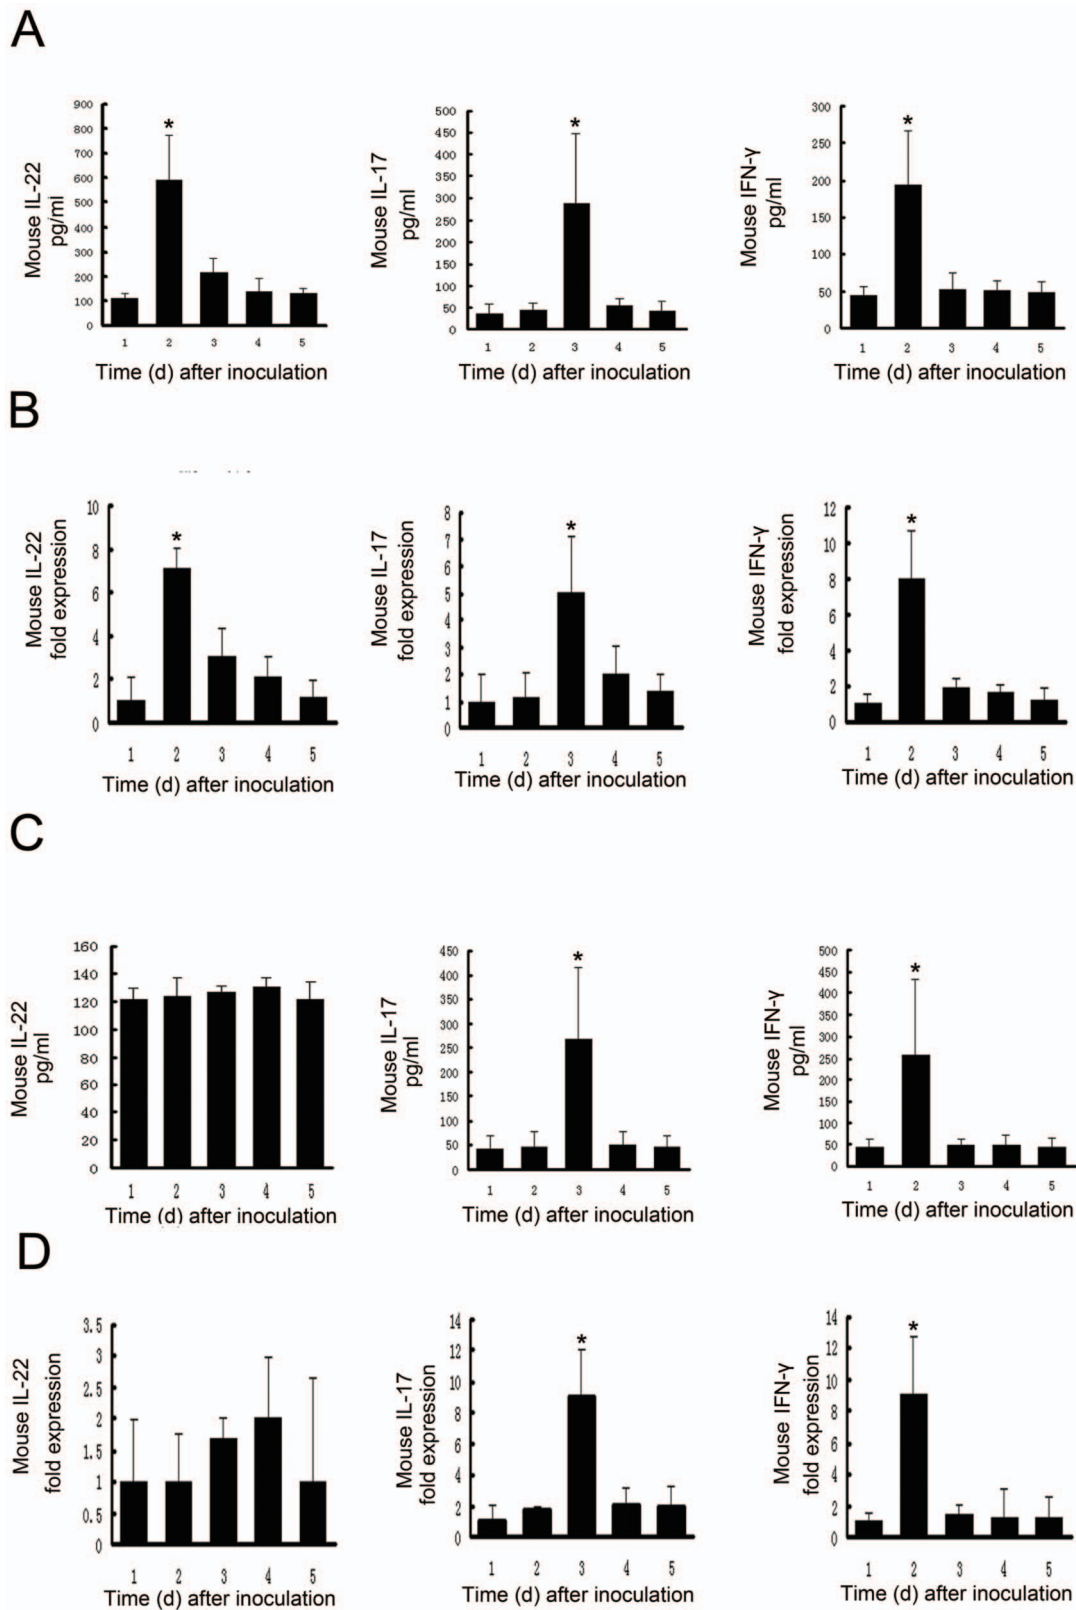 A
Mouse IL-22
pg/ml
900
800
700
600
500
400
300
200
100
0
*
1 2 3 4 5
Time (d) after inoculation
Mouse IL-17
pg/ml
500
450
400
350
300
250
200
150
100
50
0
*
1 2 3 4 5
Time (d) after inoculation
Mouse IFN-γ
pg/ml
300
250
200
150
100
50
0
*
1 2 3 4 5
Time (d) after inoculation
B
Mouse IL-22
fold expression
10
8
6
4
2
0
*
1 2 3 4 5
Time (d) after inoculation
Mouse IL-17
fold expression
8
7
6
5
4
3
2
1
0
*
1 2 3 4 5
Time (d) after inoculation
Mouse IFN-γ
fold expression
12
10
8
6
4
2
0
*
1 2 3 4 5
Time (d) after inoculation
C
Mouse IL-22
pg/ml
160
140
120
100
80
60
40
20
0
1 2 3 4 5
Time (d) after inoculation
Mouse IL-17
pg/ml
450
400
350
300
250
200
150
100
50
0
*
1 2 3 4 5
Time (d) after inoculation
Mouse IFN-γ
pg/ml
500
450
400
350
300
250
200
150
100
50
0
*
1 2 3 4 5
Time (d) after inoculation
D
Mouse IL-22
fold expression
3.5
3
2.5
2
1.5
1
0.5
0
1 2 3 4 5
Time (d) after inoculation
Mouse IL-17
fold expression
14
12
10
8
6
4
2
0
*
1 2 3 4 5
Time (d) after inoculation
Mouse IFN-γ
fold expression
14
12
10
8
6
4
2
0
*
1 2 3 4 5
Time (d) after inoculation